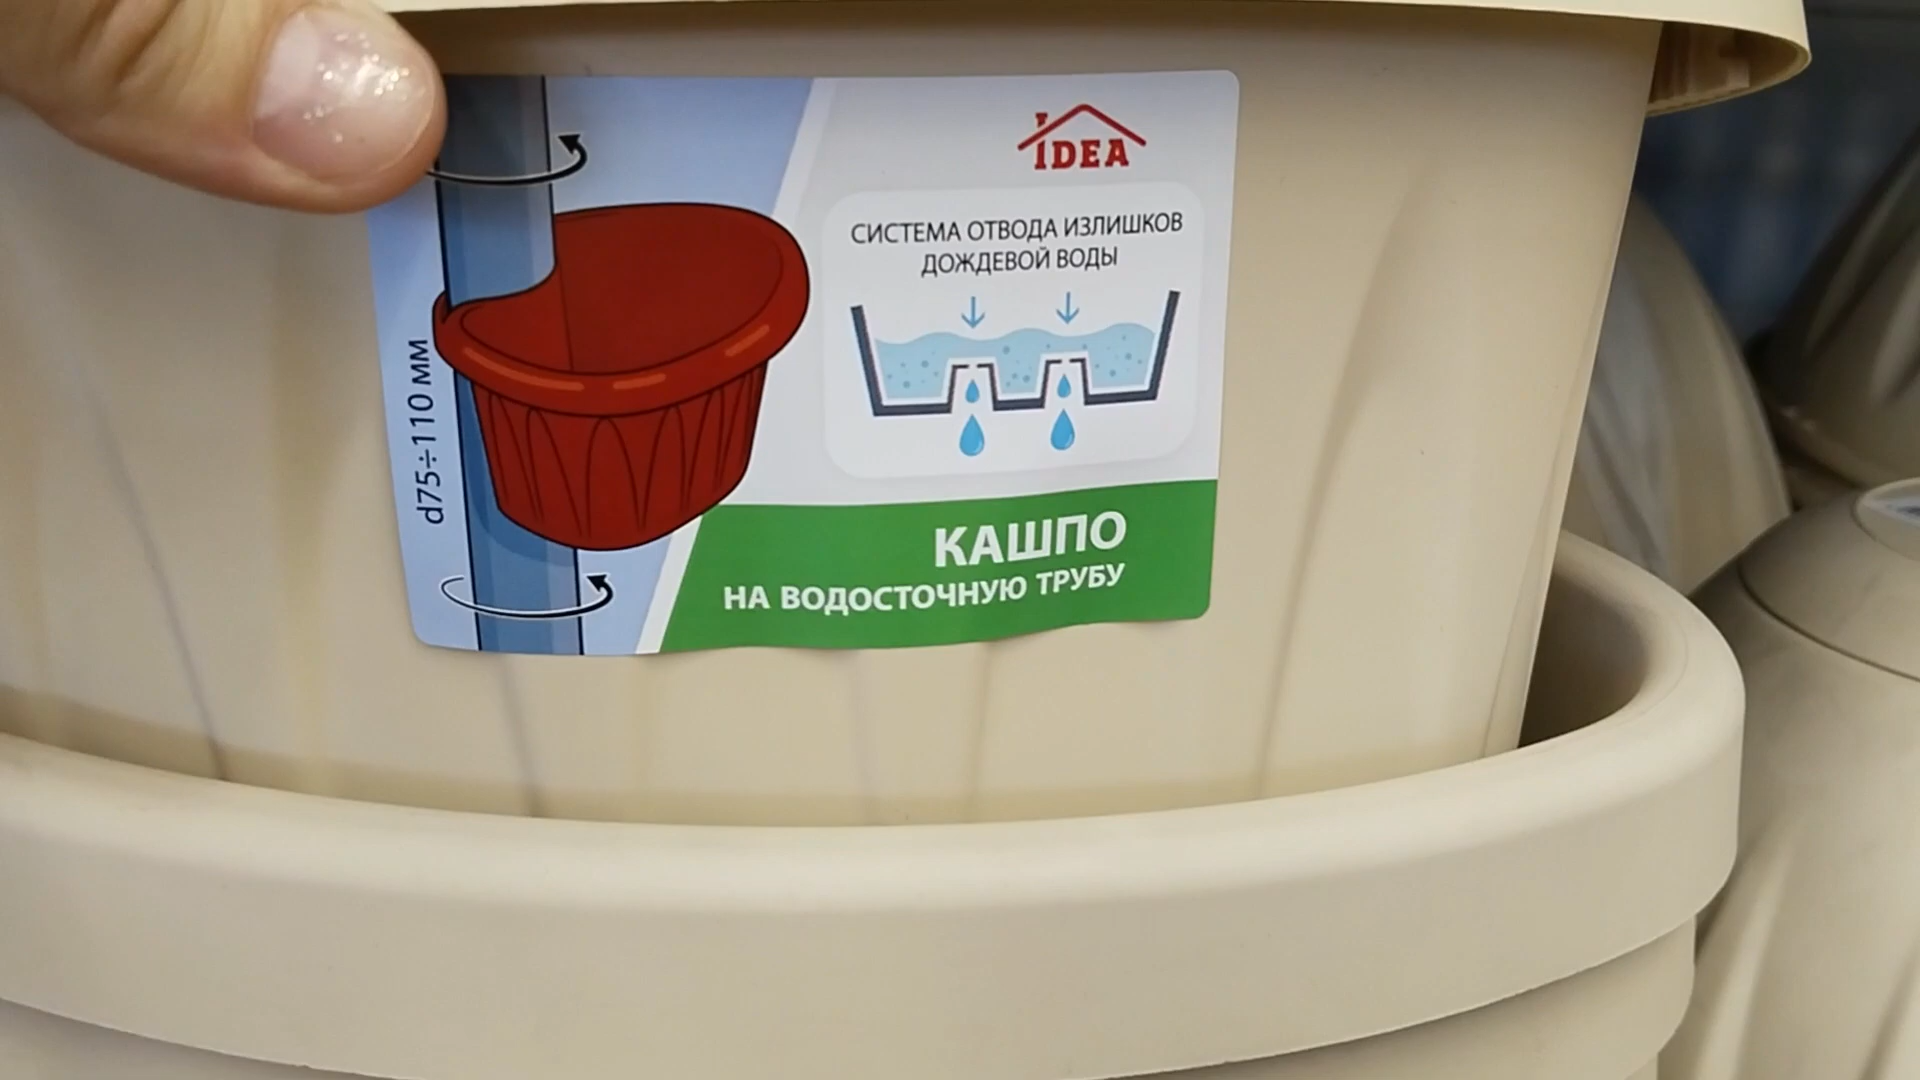 IDEA
СИСТЕМА ОТВОДА ИЗЛИШКОВ
ДОЖДЕВОЙ ВОДЫ
d75÷110 мм
КАШПО
НА ВОДОСТОЧНУЮ ТРУБУ